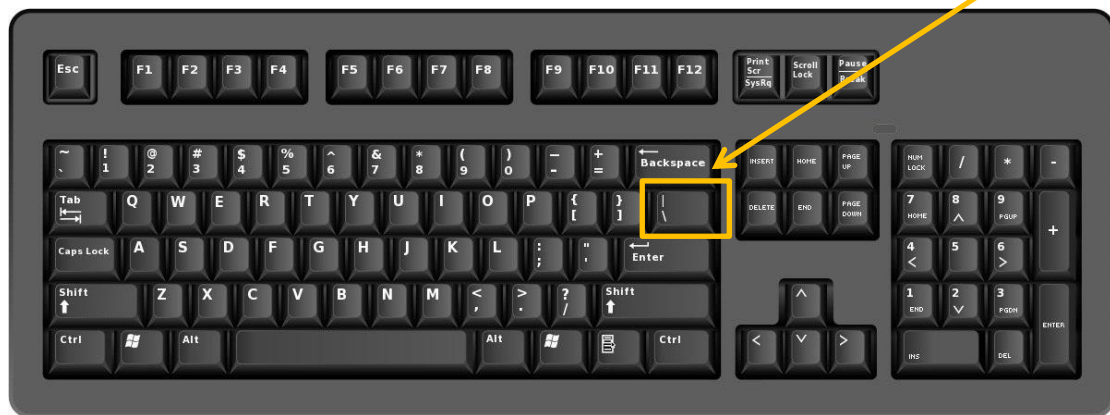 Esc F1 F2 F3 F4 F5 F6 F7 F8 F9 F10 F11 F12 Print Scr SysRq Scroll Lock Pause Break
~ ` ! 1 @ 2 # 3 $ 4 % 5 ^ 6 & 7 * 8 ( 9 ) 0 _ - + = Backspace INSERT HOME PAGE UP NUM LOCK / * -
Tab Q W E R T Y U I O P { [ } ] | \ DELETE END PAGE DOWN 7 HOME 8 9 PGUP +
Caps Lock A S D F G H J K L : ; " ' Enter 4 5 6
Shift Z X C V B N M < , > . ? / Shift 1 END 2 3 PGDN ENTER
Ctrl Alt Alt Ctrl INS DEL